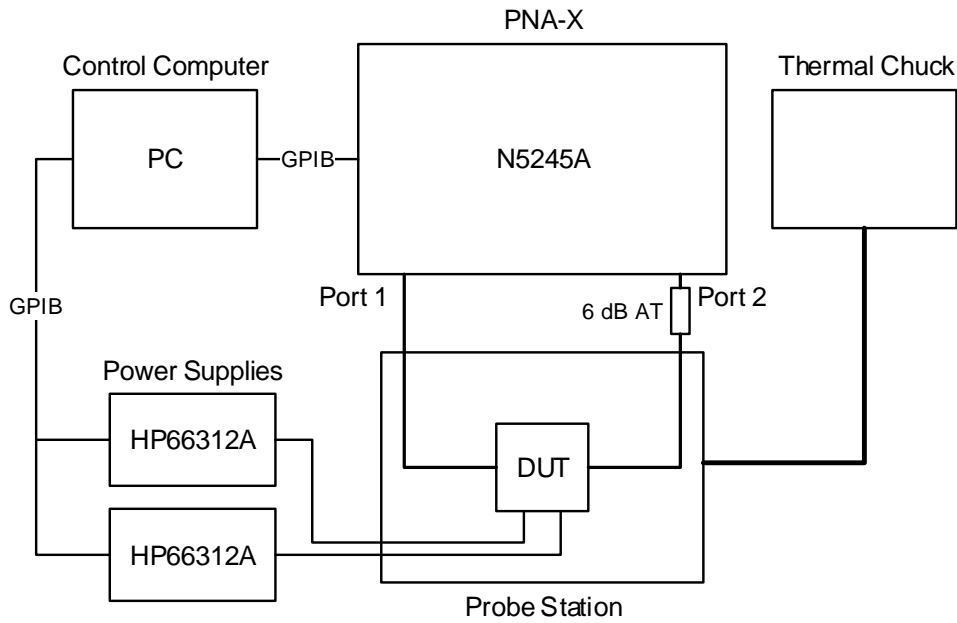 PNA-X
Control Computer
Thermal Chuck
PC
GPIB
N5245A
GPIB
Port 1
6 dB AT
Port 2
Power Supplies
HP66312A
DUT
HP66312A
Probe Station